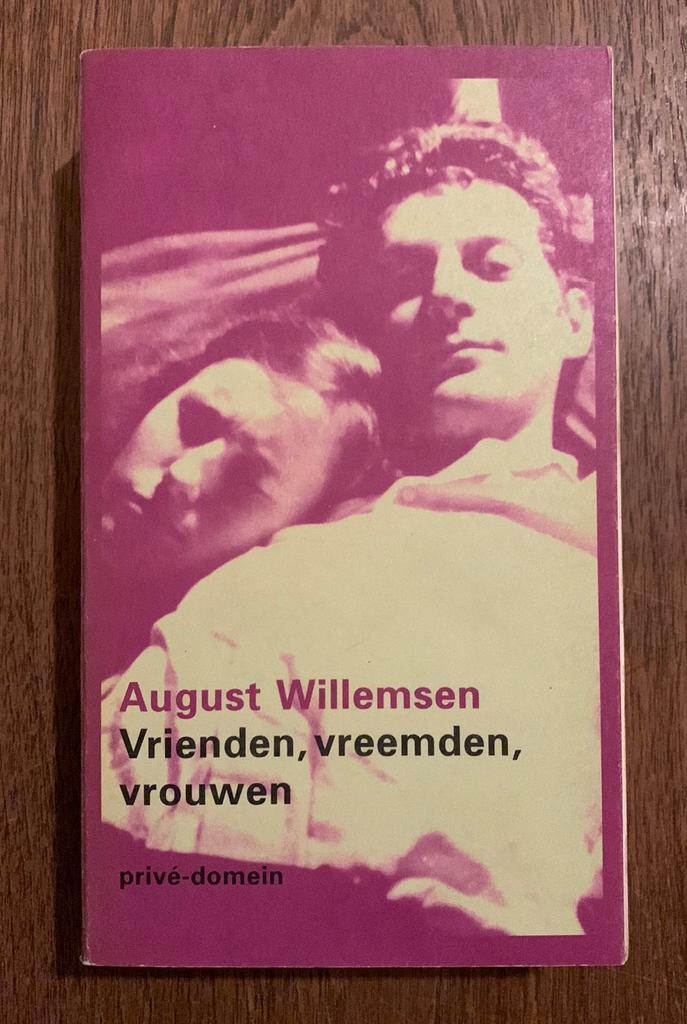 August Willemsen
Vrienden, vreemden,
vrouwen
privé-domein